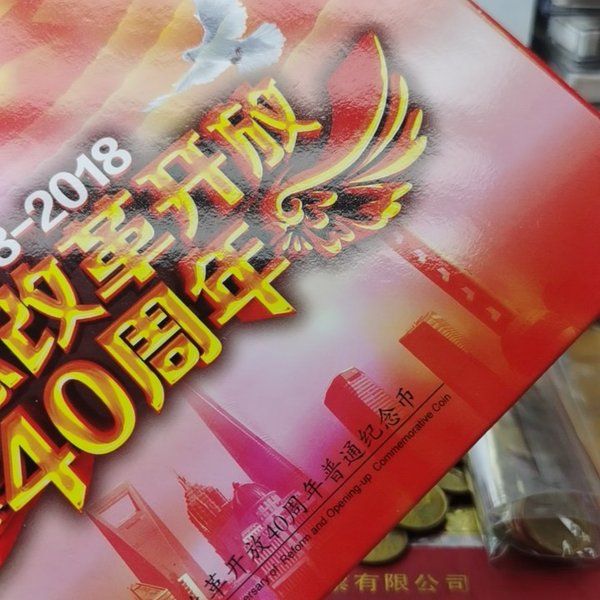 8-2018
改革开放
40周年
革开放40周年普通纪念币
ersary of Reform and Opening-up Commemorative Coin
有限公司